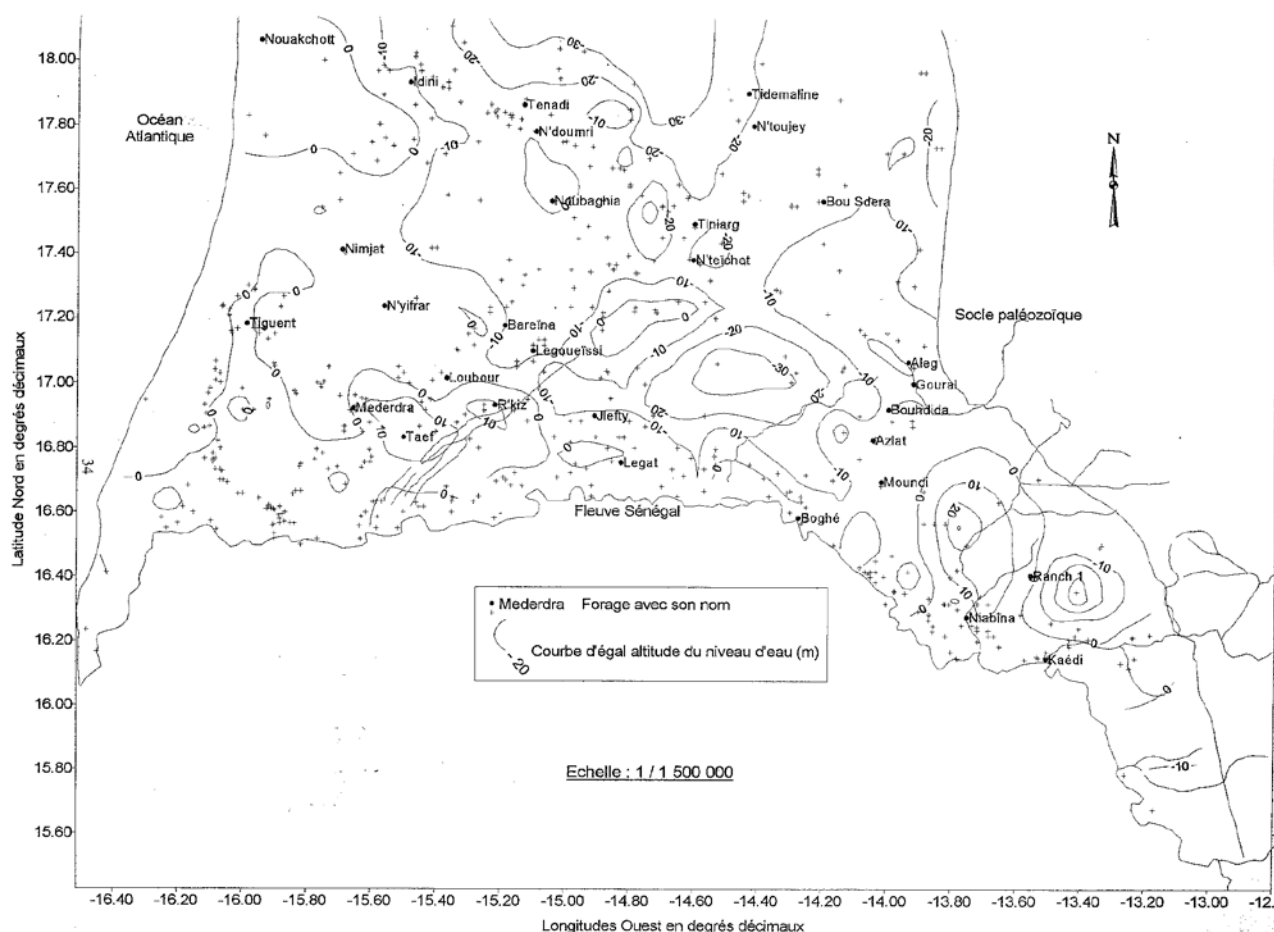 18.00
17.80
17.60
17.40
17.20
17.00
16.80
16.60
16.40
16.20
16.00
15.80
15.60
Latitude Nord en degrés décimaux
Nouakchott
Idini
Océan
Atlantique
Tenadi
N'doumri
Tidemaline
N'toujey
N
Noubaghia
Bou Sdera
Tiniarg
Nimjat
N'teïchot
N'yifrar
Tiguent
Bareïna
Legoueïssi
Socle paléozoïque
Loubour
Aleg
Goural
Mederdra
R'kiz
Jiefty
Bouhdida
Taef
Azlat
Legat
34
Fleuve Sénégal
Boghé
Ranch 1
Niabina
Kaédi
Mederdra Forage avec son nom
-20
Courbe d'égal altitude du niveau d'eau (m)
Echelle : 1 / 1 500 000
-16.40 -16.20 -16.00 -15.80 -15.60 -15.40 -15.20 -15.00 -14.80 -14.60 -14.40 -14.20 -14.00 -13.80 -13.60 -13.40 -13.20 -13.00
Longitudes Ouest en degrés décimaux